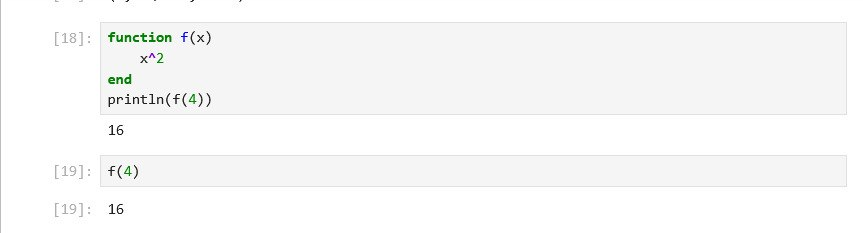 [18]: function f(x)
x^2
end
println(f(4))
16
[19]: f(4)
[19]: 16